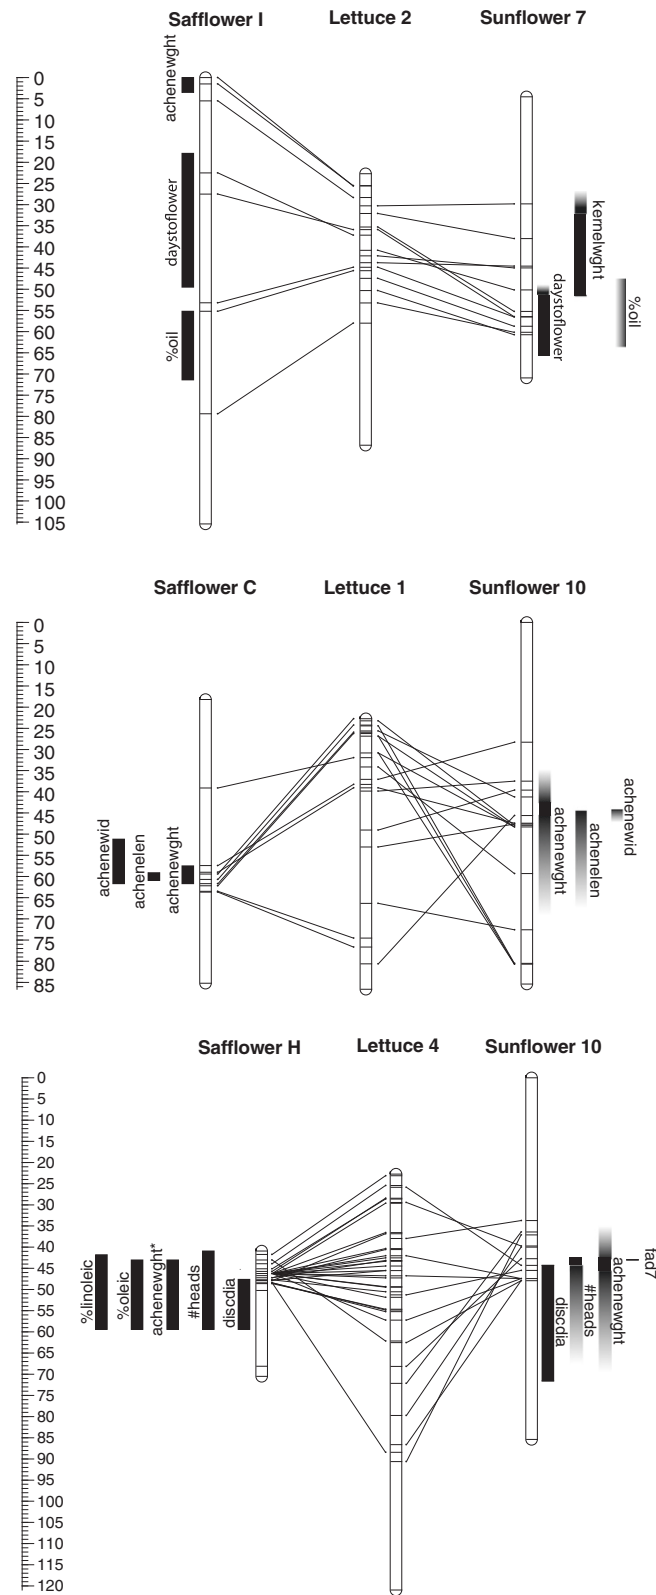 Safflower I Lettuce 2 Sunflower 7
0
5
10
15
20
25
30
35
40
45
50
55
60
65
70
75
80
85
90
95
100
105
achenewght
daystoflower
%oil
kernelwght
daystoflower
%oil
Safflower C Lettuce 1 Sunflower 10
0
5
10
15
20
25
30
35
40
45
50
55
60
65
70
75
80
85
achenewid
achenelen
achenewght
achenewght
achenelen
achenewid
Safflower H Lettuce 4 Sunflower 10
0
5
10
15
20
25
30
35
40
45
50
55
60
65
70
75
80
85
90
95
100
105
110
115
120
%linoleic
%oleic
achenewght*
#heads
discdia
discdia
#heads
achenewght
fad7